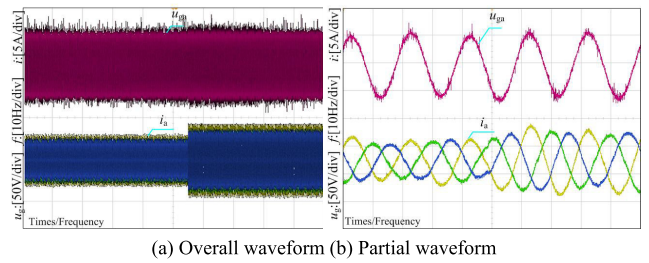 u_ga
i:[5A/div]
f:[10Hz/div]
i_a
u_g:[50V/div]
Times/Frequency
u_ga
i:[5A/div]
f:[10Hz/div]
i_a
u_g:[50V/div]
Times/Frequency
(a) Overall waveform (b) Partial waveform